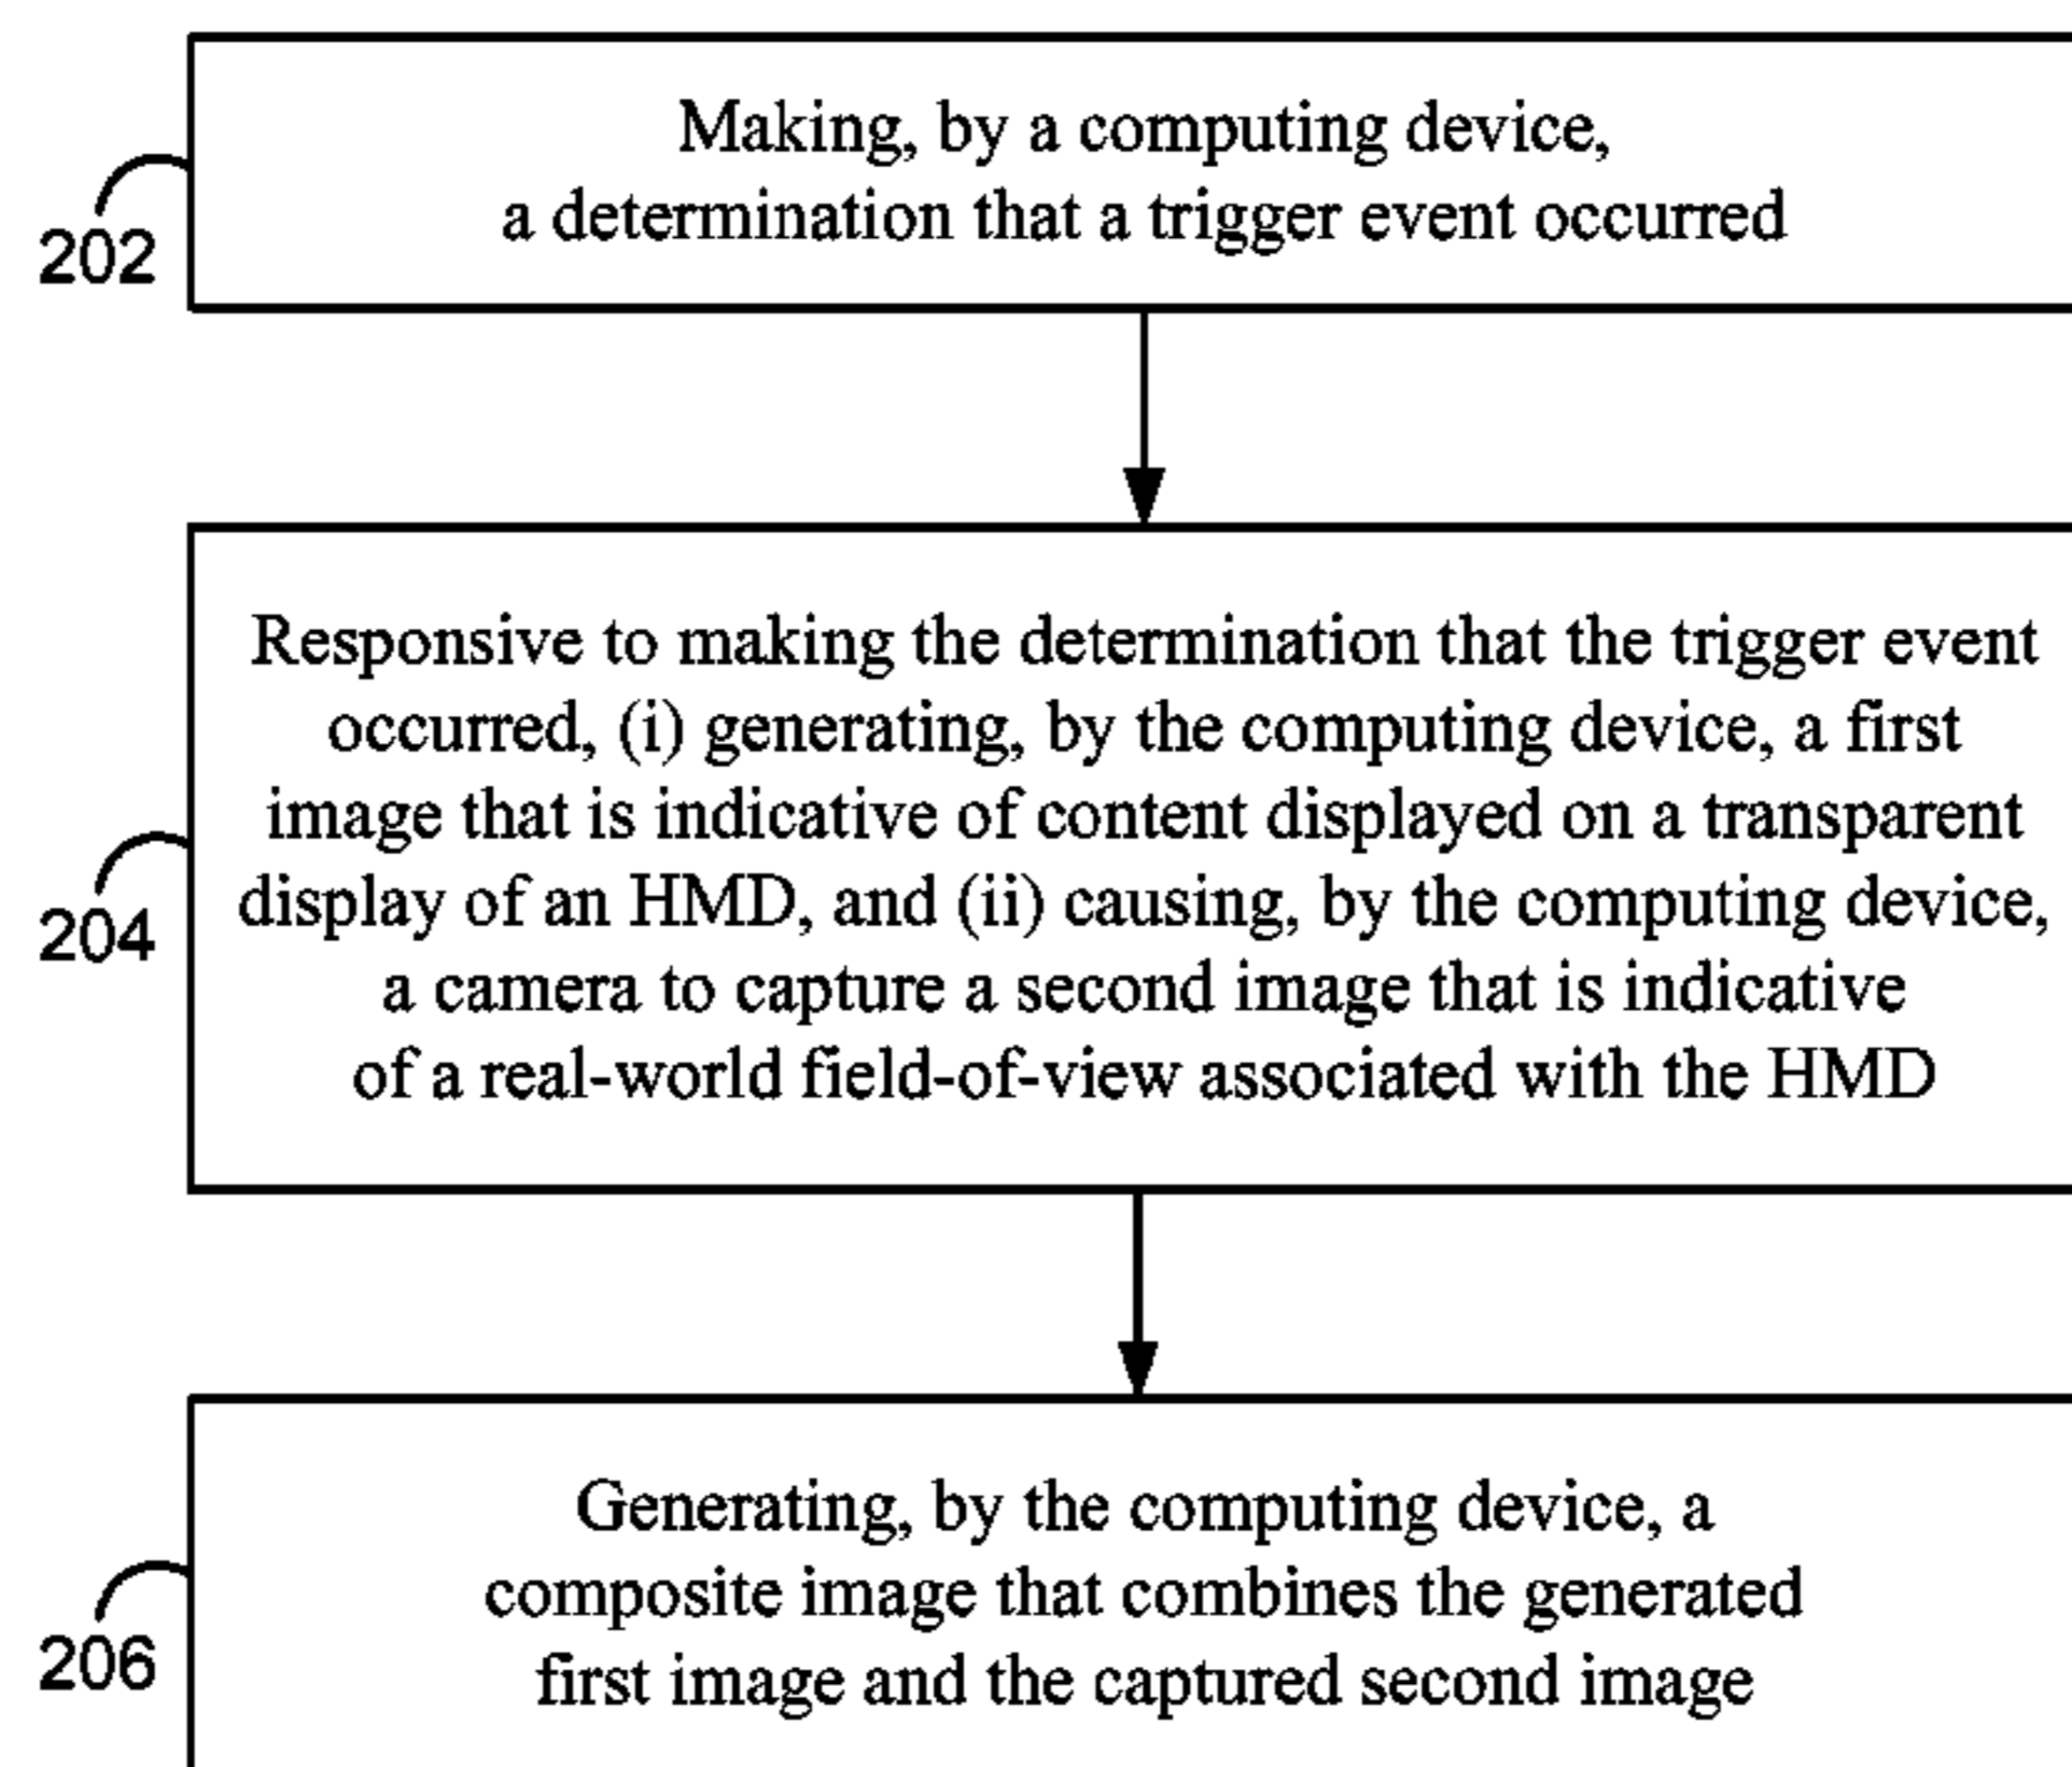 Making, by a computing device,
a determination that a trigger event occurred
202
Responsive to making the determination that the trigger event
occurred, (i) generating, by the computing device, a first
image that is indicative of content displayed on a transparent
display of an HMD, and (ii) causing, by the computing device,
a camera to capture a second image that is indicative
of a real-world field-of-view associated with the HMD
204
Generating, by the computing device, a
composite image that combines the generated
first image and the captured second image
206